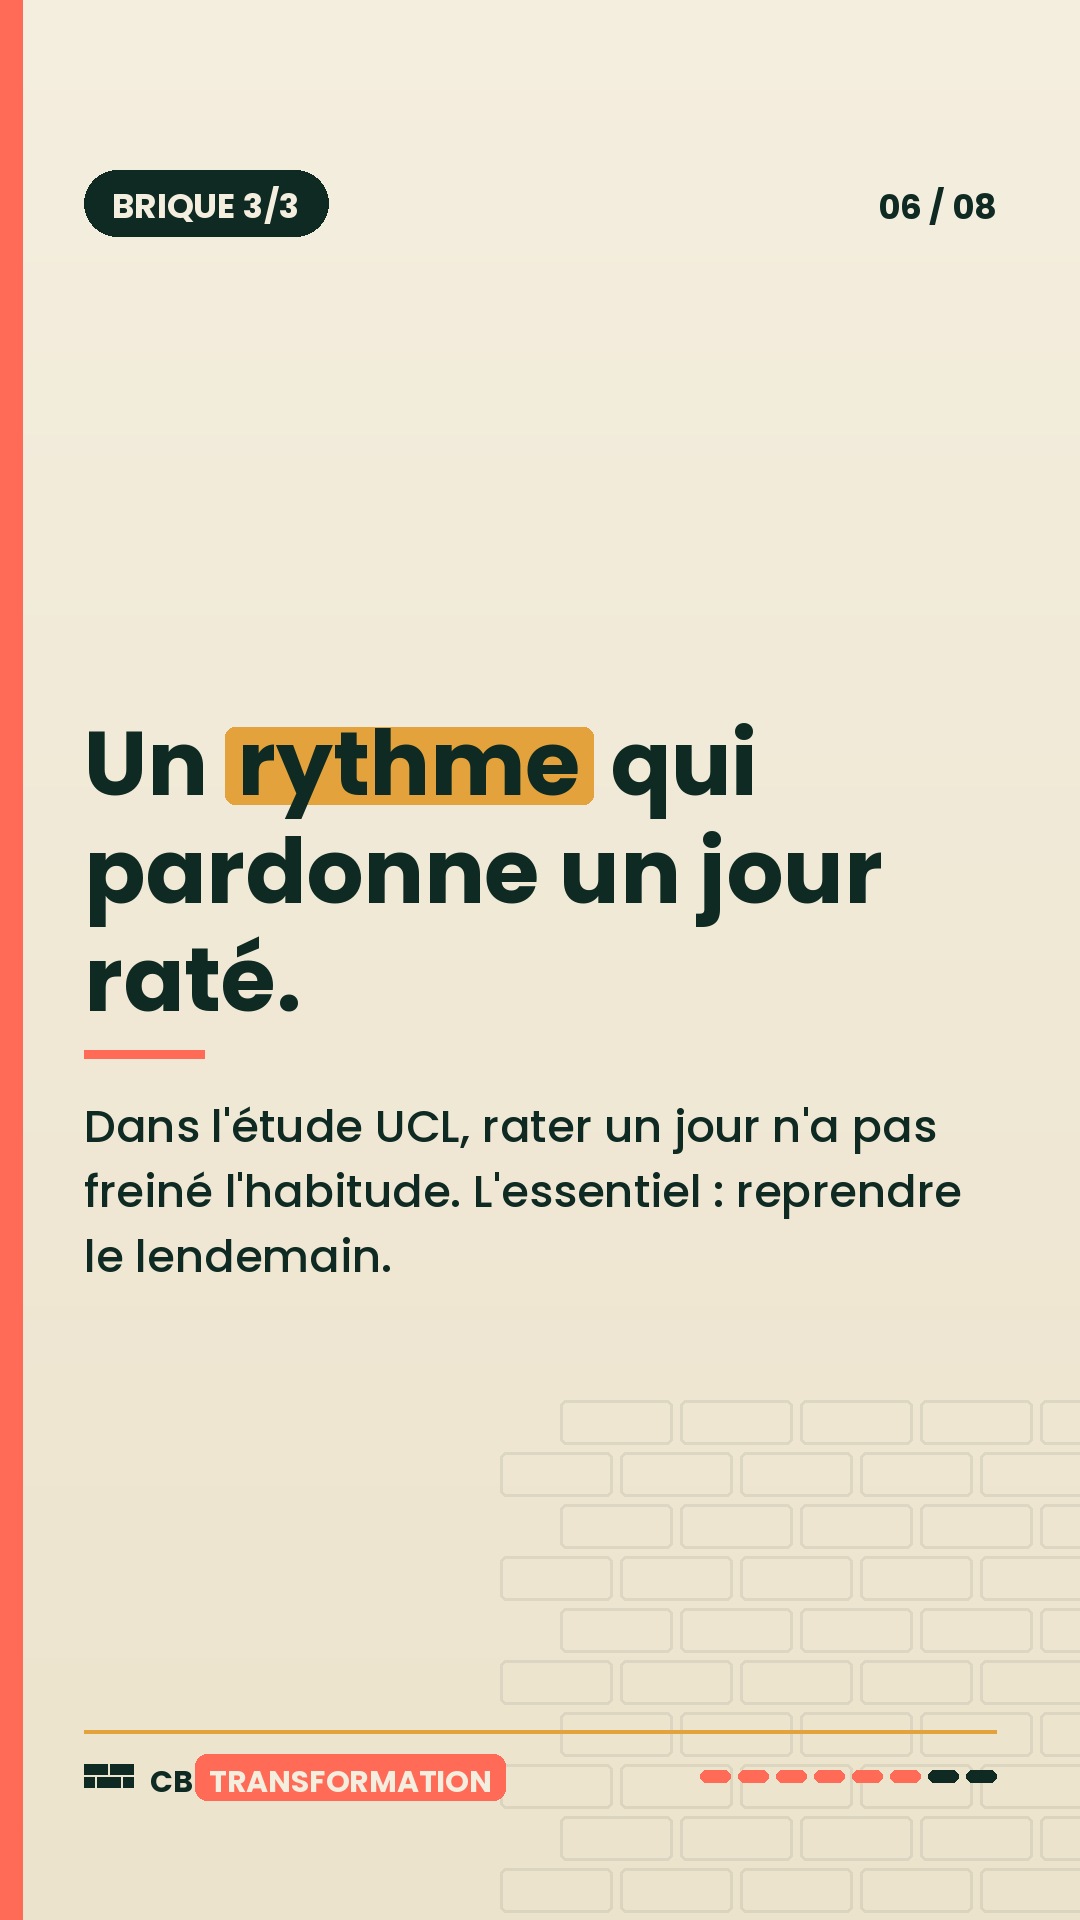 BRIQUE 3/3
06 / 08
Un rythme qui
pardonne un jour
raté.
Dans l'étude UCL, rater un jour n'a pas
freiné l'habitude. L'essentiel : reprendre
le lendemain.
CB TRANSFORMATION